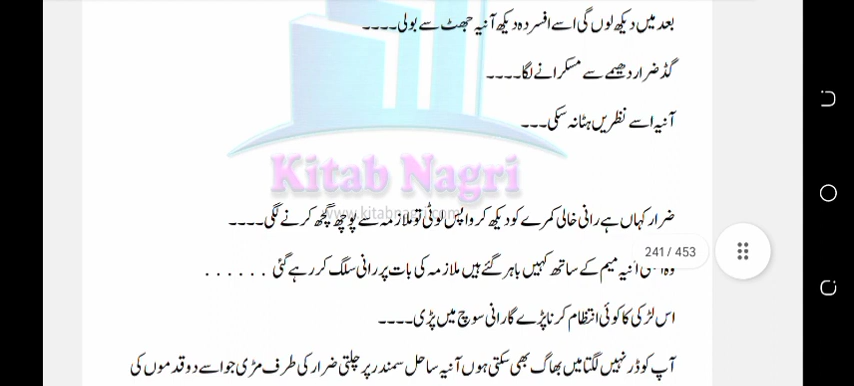 بعد میں دیکھ لوں گی اسے افسردہ دیکھ آنیہ جھٹ سے بولی۔۔۔۔
گڈ ضرار دھیمے سے مسکرانے لگا۔۔۔۔
آنیہ اسے نظریں ہٹا نہ سکی۔۔۔
Kitab Nagri
www.kitabnagri.com
ضرار کہاں ہے رانی خالی کمرے کو دیکھ کر واپس لوٹی تو ملازمہ سے پوچھ گچھ کرنے لگی۔۔۔۔
241 / 453
وہ آنیہ میم کے ساتھ کہیں باہر گئے ہیں ملازمہ کی بات پر رانی سلگ کر رہے گئی ......
اس لڑکی کا کوئی انتظام کرنا پڑے گا رانی سوچ میں پڑی۔۔۔۔
آپ کو ڈر نہیں لگتا میں بھاگ بھی سکتی ہوں آنیہ ساحل سمندر پر چلتی ضرار کی طرف مڑی جو اسے دو قدموں کی